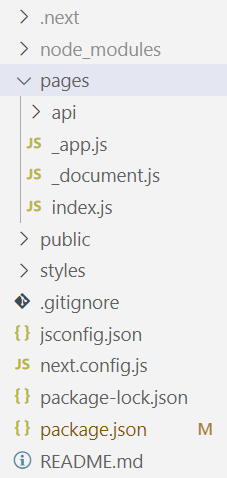 .next
node_modules
pages
api
JS _app.js
JS _document.js
JS index.js
public
styles
.gitignore
{} jsconfig.json
JS next.config.js
{} package-lock.json
{} package.json M
README.md